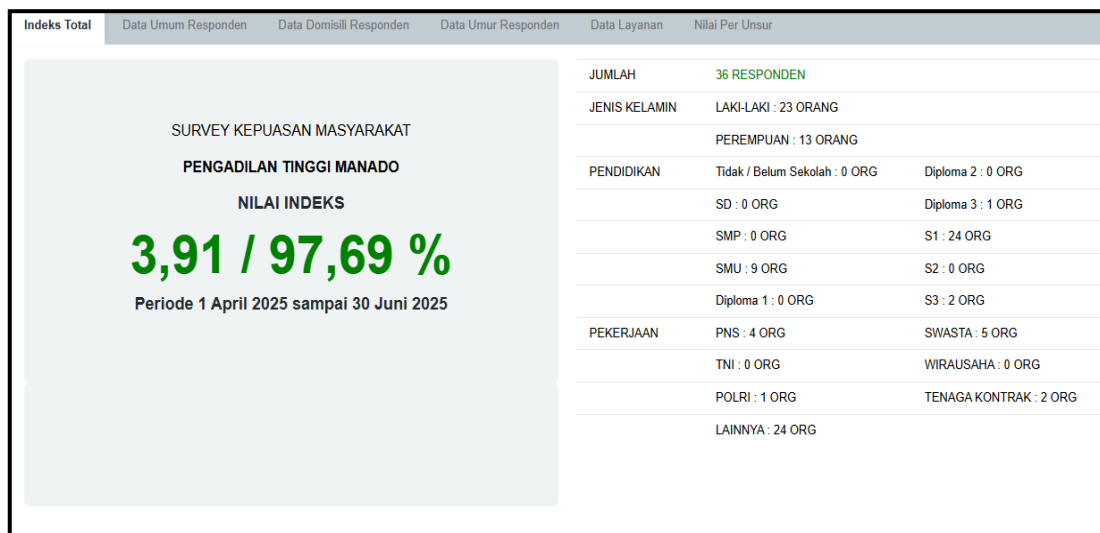 Indeks Total Data Umum Responden Data Domisili Responden Data Umur Responden Data Layanan Nilai Per Unsur
SURVEY KEPUASAN MASYARAKAT
PENGADILAN TINGGI MANADO
NILAI INDEKS
3,91 / 97,69 %
Periode 1 April 2025 sampai 30 Juni 2025
JUMLAH 36 RESPONDEN
JENIS KELAMIN LAKI-LAKI : 23 ORANG
PEREMPUAN : 13 ORANG
PENDIDIKAN Tidak / Belum Sekolah : 0 ORG Diploma 2 : 0 ORG
SD : 0 ORG Diploma 3 : 1 ORG
SMP : 0 ORG S1 : 24 ORG
SMU : 9 ORG S2 : 0 ORG
Diploma 1 : 0 ORG S3 : 2 ORG
PEKERJAAN PNS : 4 ORG SWASTA : 5 ORG
TNI : 0 ORG WIRAUSAHA : 0 ORG
POLRI : 1 ORG TENAGA KONTRAK : 2 ORG
LAINNYA : 24 ORG